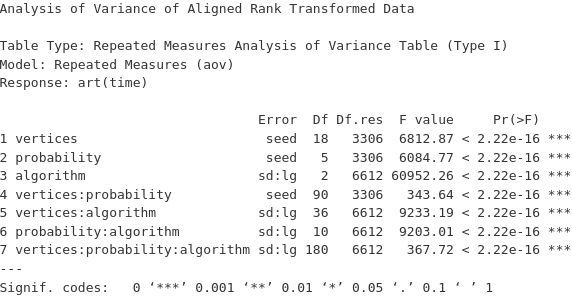 Analysis of Variance of Aligned Rank Transformed Data
Table Type: Repeated Measures Analysis of Variance Table (Type I)
Model: Repeated Measures (aov)
Response: art(time)
Error Df Df.res F value Pr(>F)
1 vertices seed 18 3306 6812.87 < 2.22e-16 ***
2 probability seed 5 3306 6084.77 < 2.22e-16 ***
3 algorithm sd:lg 2 6612 60952.26 < 2.22e-16 ***
4 vertices:probability seed 90 3306 343.64 < 2.22e-16 ***
5 vertices:algorithm sd:lg 36 6612 9233.19 < 2.22e-16 ***
6 probability:algorithm sd:lg 10 6612 9203.01 < 2.22e-16 ***
7 vertices:probability:algorithm sd:lg 180 6612 367.72 < 2.22e-16 ***
---
Signif. codes: 0 ‘***’ 0.001 ‘**’ 0.01 ‘*’ 0.05 ‘.’ 0.1 ‘ ’ 1